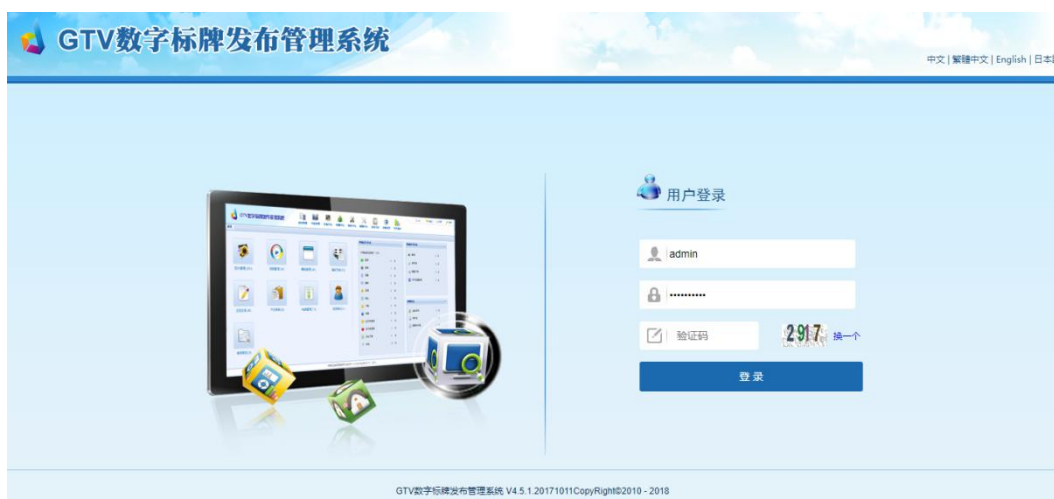 GTV数字标牌发布管理系统
中文 | 繁體中文 | English | 日本
用户登录
admin
验证码
2917
换一个
登 录
GTV数字标牌发布管理系统 V4.5.1.20171011CopyRight©2010 - 2018